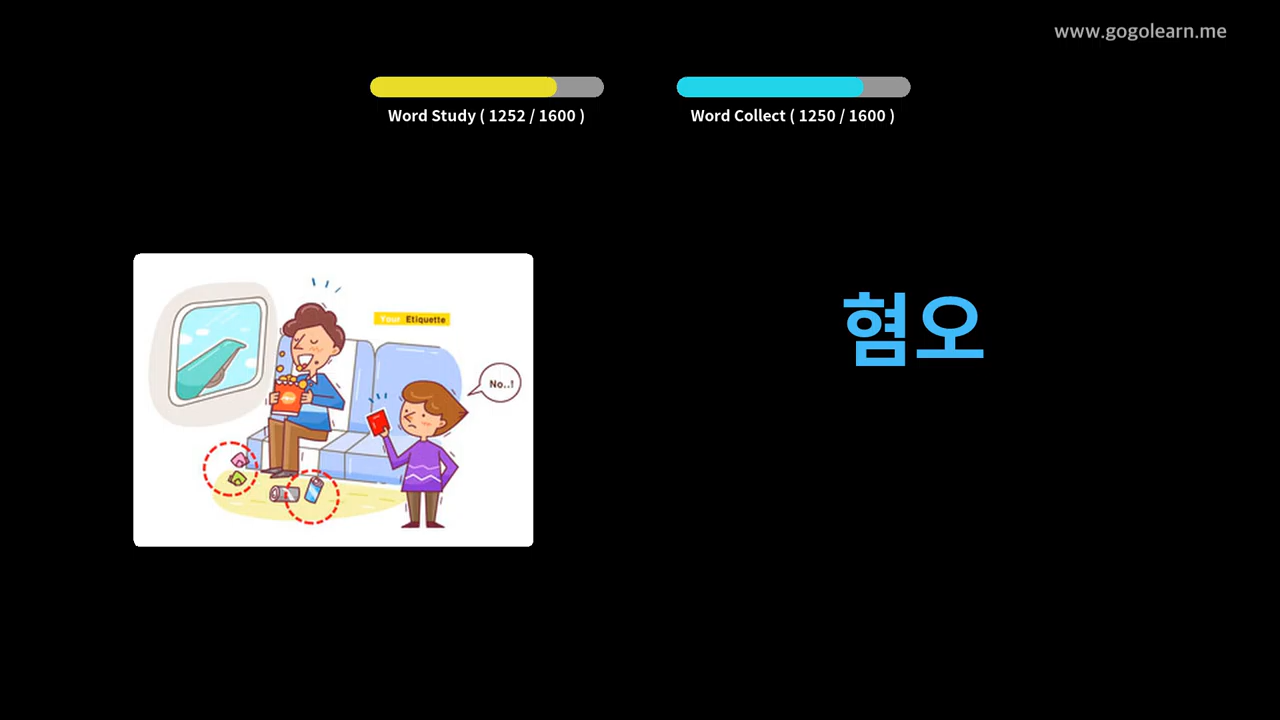 www.gogolearn.me
Word Study ( 1252 / 1600 )
Word Collect ( 1250 / 1600 )
Your Etiquette
No..!
혐오